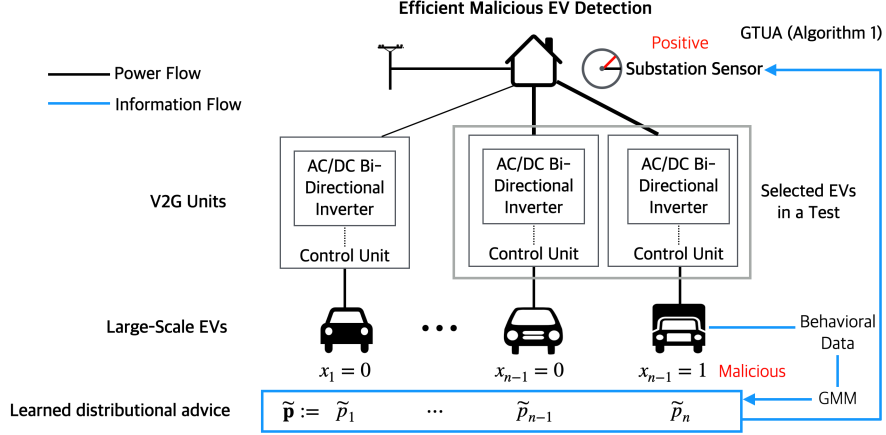 Efficient Malicious EV Detection
GTUA (Algorithm 1)
Positive
Substation Sensor
Power Flow
Information Flow
AC/DC Bi-
Directional
Inverter
Control Unit
AC/DC Bi-
Directional
Inverter
Control Unit
AC/DC Bi-
Directional
Inverter
Control Unit
V2G Units
Selected EVs
in a Test
Large-Scale EVs
...
Behavioral
Data
x₁ = 0
xₙ₋₁ = 0
xₙ₋₁ = 1 Malicious
GMM
Learned distributional advice
p̃ := p̃₁ ... p̃ₙ₋₁ p̃ₙ